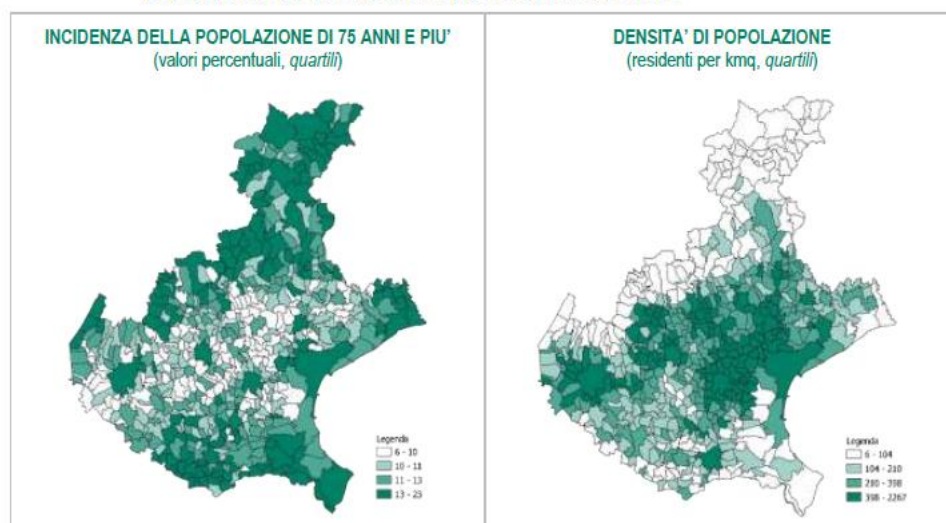 INCIDENZA DELLA POPOLAZIONE DI 75 ANNI E PIU'
(valori percentuali, quartili)
Legenda
6 - 10
10 - 11
11 - 13
13 - 23
DENSITA' DI POPOLAZIONE
(residenti per kmq, quartili)
Legenda
6 - 104
104 - 210
210 - 398
398 - 2267